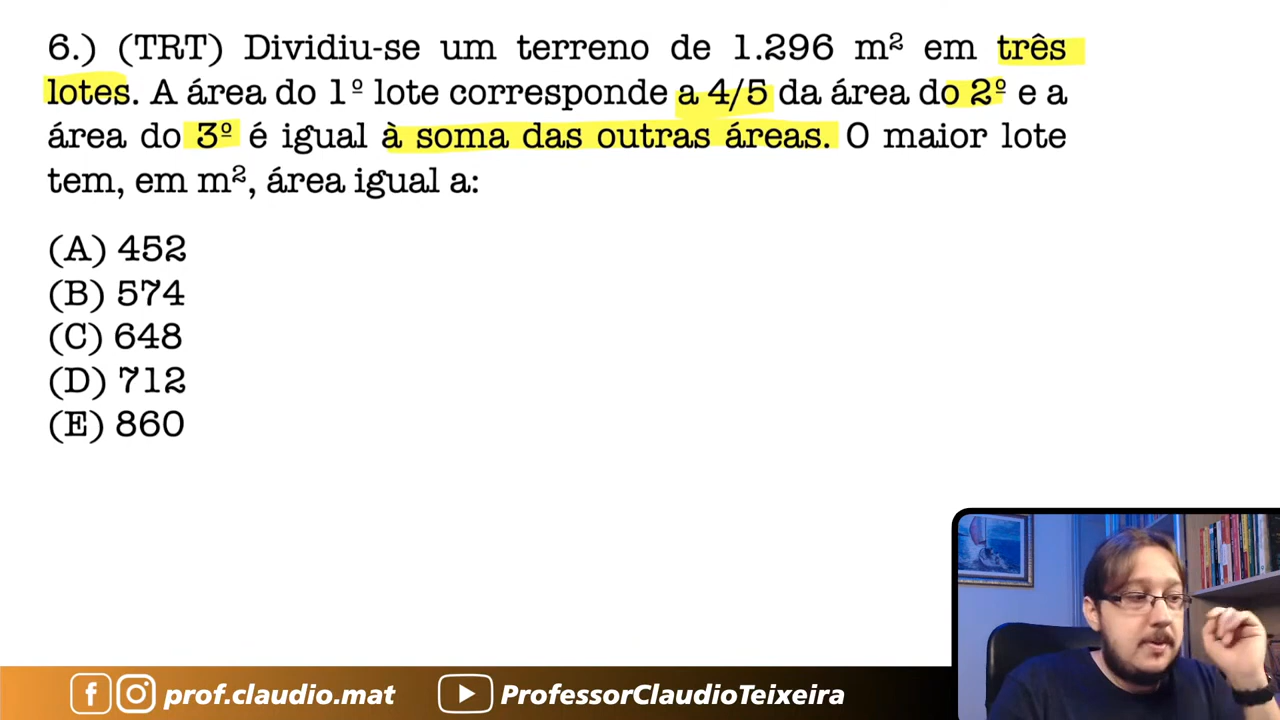 6.) (TRT) Dividiu-se um terreno de 1.296 m² em três
lotes. A área do 1º lote corresponde a 4/5 da área do 2º e a
área do 3º é igual à soma das outras áreas. O maior lote
tem, em m², área igual a:
(A) 452
(B) 574
(C) 648
(D) 712
(E) 860
prof.claudio.mat
ProfessorClaudioTeixeira